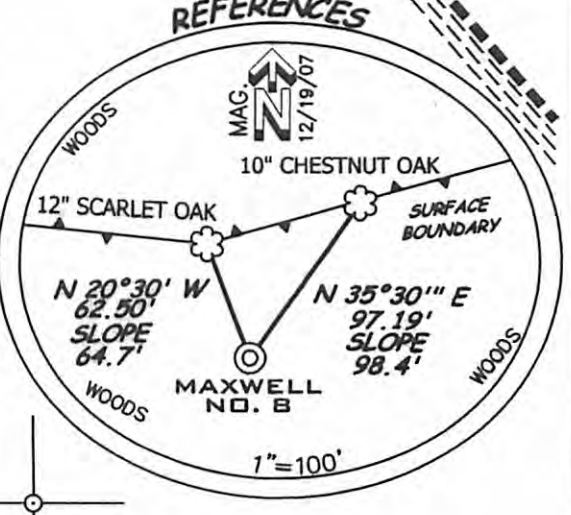 REFERENCES
MAG.
N
12/19/07
WOODS
10" CHESTNUT OAK
12" SCARLET OAK
SURFACE
BOUNDARY
N 20°30' W
62.50'
SLOPE
64.7'
N 35°30'" E
97.19'
SLOPE
98.4'
WOODS
WOODS
MAXWELL
NO. 8
1"=100'